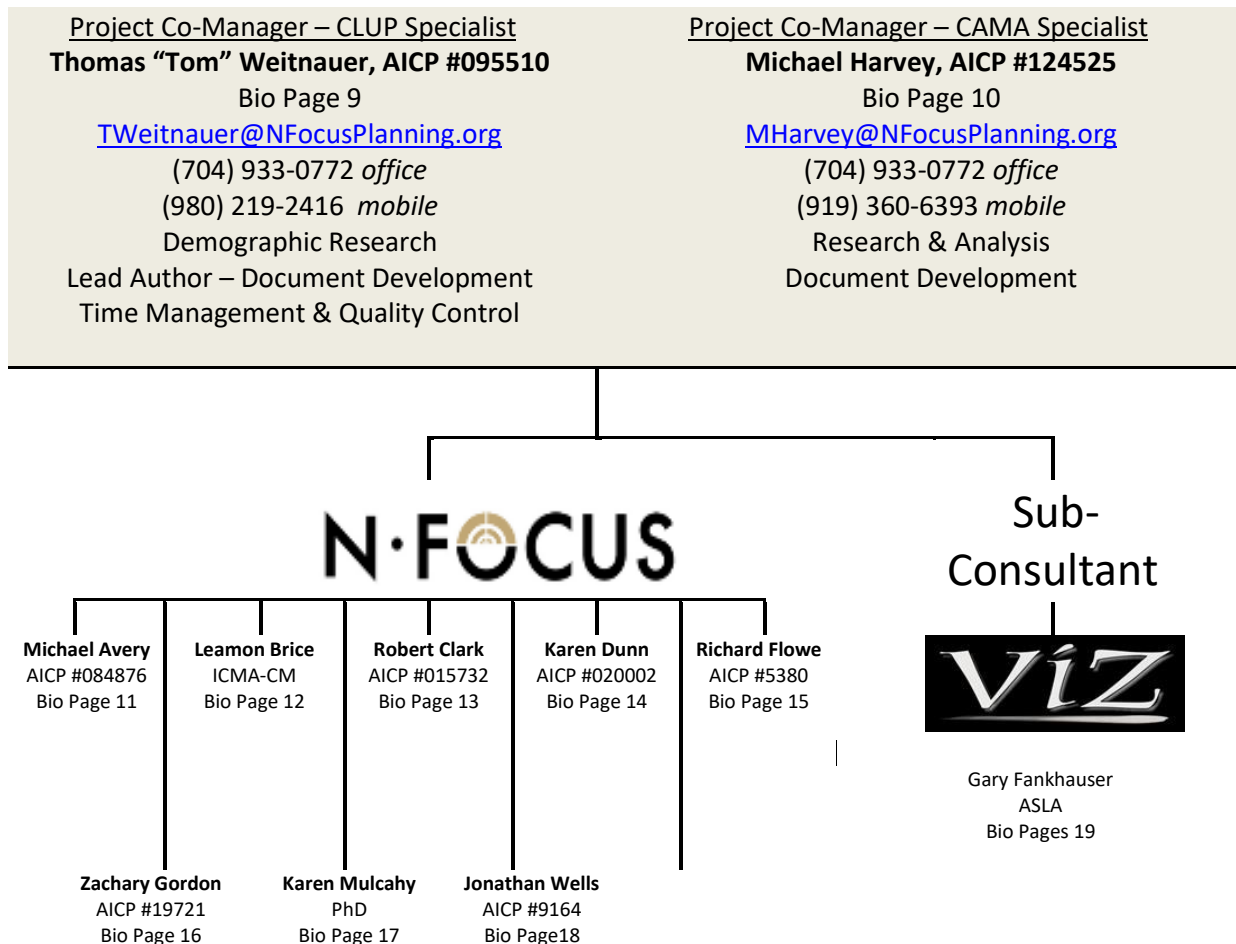 Project Co-Manager – CLUP Specialist
Thomas “Tom” Weitnauer, AICP #095510
Bio Page 9
TWeitnauer@NFocusPlanning.org
(704) 933-0772 office
(980) 219-2416 mobile
Demographic Research
Lead Author – Document Development
Time Management & Quality Control
Project Co-Manager – CAMA Specialist
Michael Harvey, AICP #124525
Bio Page 10
MHarvey@NFocusPlanning.org
(704) 933-0772 office
(919) 360-6393 mobile
Research & Analysis
Document Development
N·FOCUS
Michael Avery
AICP #084876
Bio Page 11
Leamon Brice
ICMA-CM
Bio Page 12
Robert Clark
AICP #015732
Bio Page 13
Karen Dunn
AICP #020002
Bio Page 14
Richard Flowe
AICP #5380
Bio Page 15
Zachary Gordon
AICP #19721
Bio Page 16
Karen Mulcahy
PhD
Bio Page 17
Jonathan Wells
AICP #9164
Bio Page18
Sub-
Consultant
ViZ
Gary Fankhauser
ASLA
Bio Pages 19